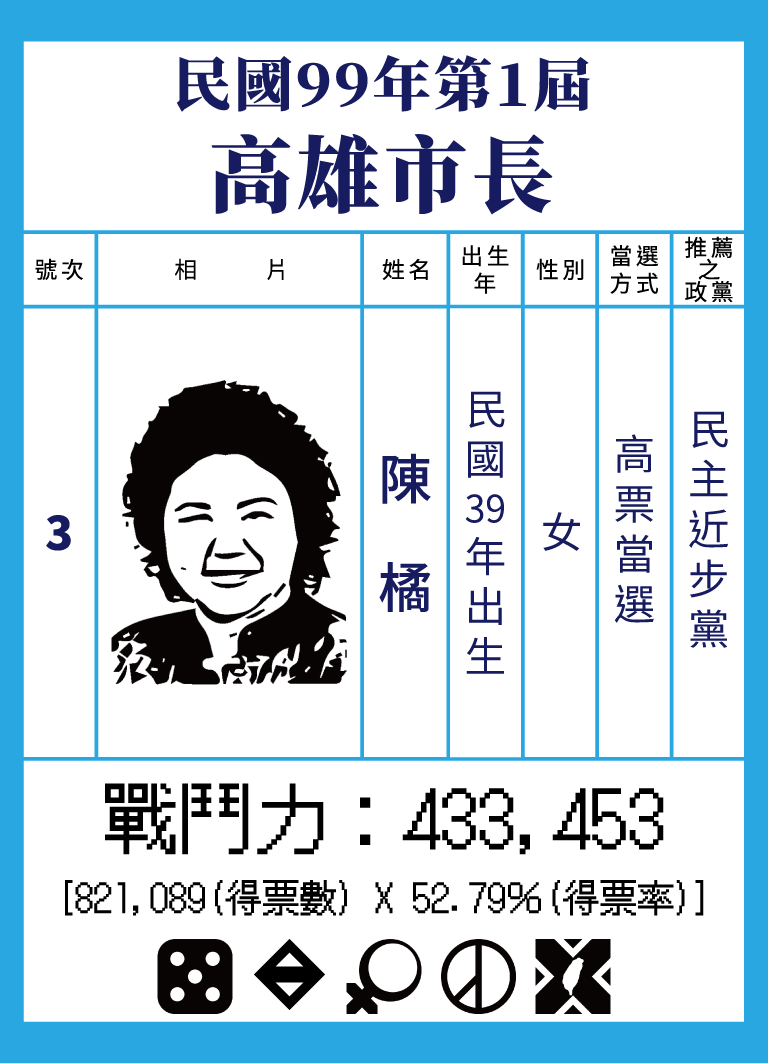 民國99年第1屆
高雄市長
號次
相片
姓名
出生年
性別
當選方式
推薦之政黨
3
陳橘
民國39年出生
女
高票當選
民主近步黨
戰鬥力：433,453
[821,089(得票數) X 52.79%(得票率)]